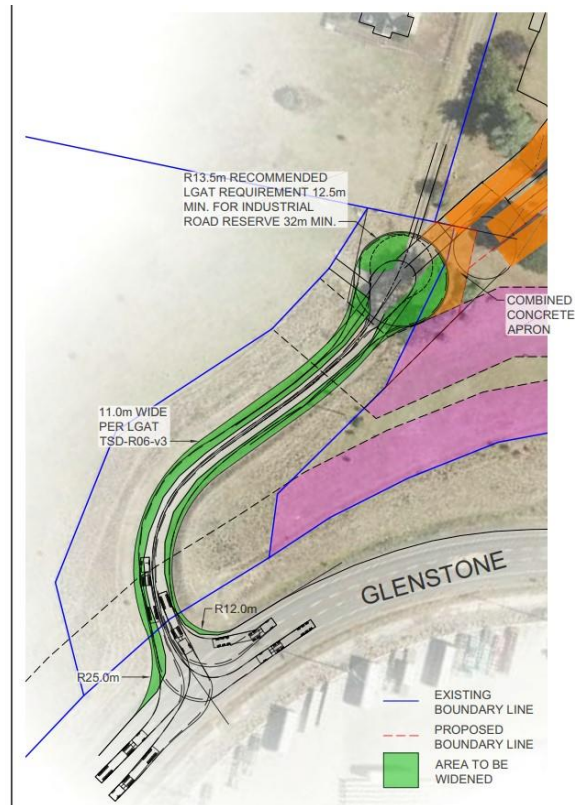 R13.5m RECOMMENDED
LGAT REQUIREMENT 12.5m
MIN. FOR INDUSTRIAL
ROAD RESERVE 32m MIN.
COMBINED
CONCRETE
APRON
11.0m WIDE
PER LGAT
TSD-R06-v3
GLENSTONE
R12.0m
R25.0m
EXISTING
BOUNDARY LINE
PROPOSED
BOUNDARY LINE
AREA TO BE
WIDENED